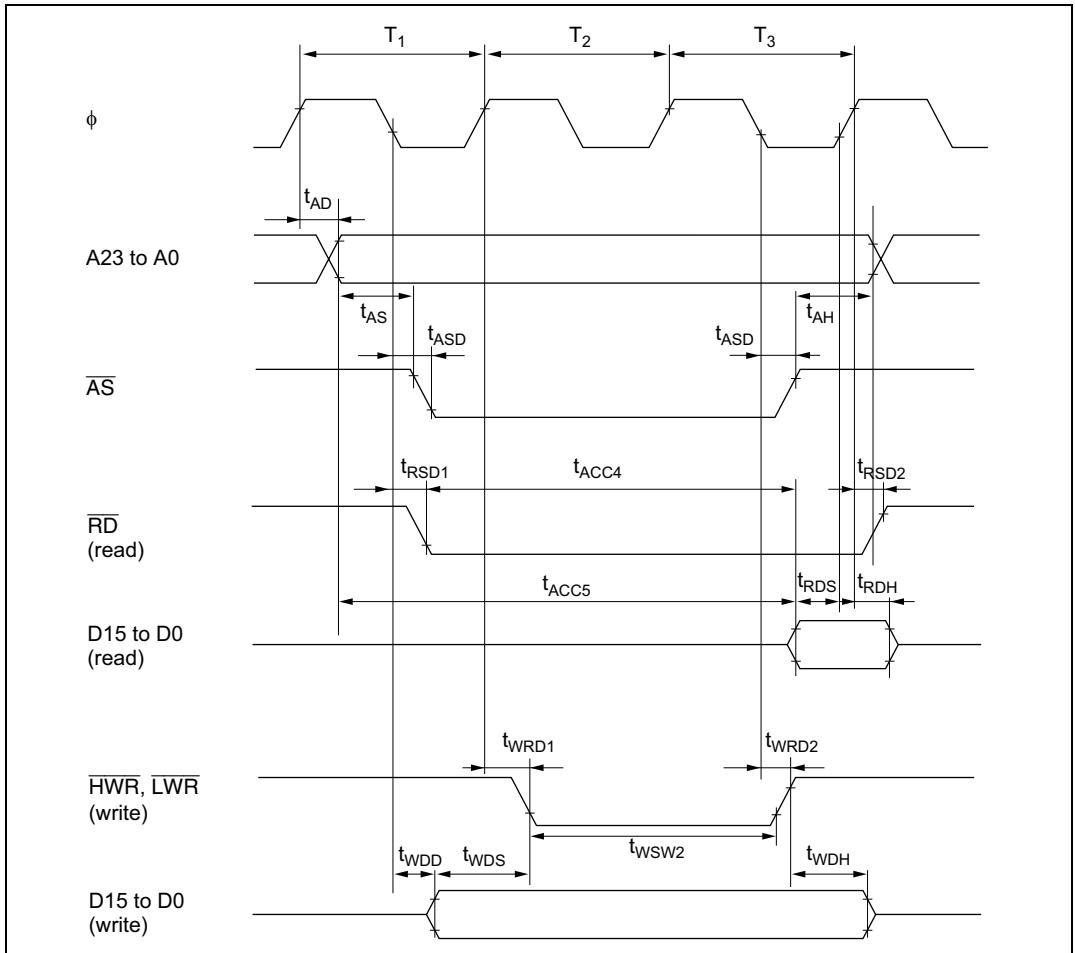 T1 T2 T3
ϕ
tAD
A23 to A0
tAS tAH
tASD tASD
AS
tRSD1 tACC4 tRSD2
RD
(read)
tACC5 tRDS tRDH
D15 to D0
(read)
tWRD1 tWRD2
HWR, LWR
(write)
tWSW2
tWDD tWDS tWDH
D15 to D0
(write)